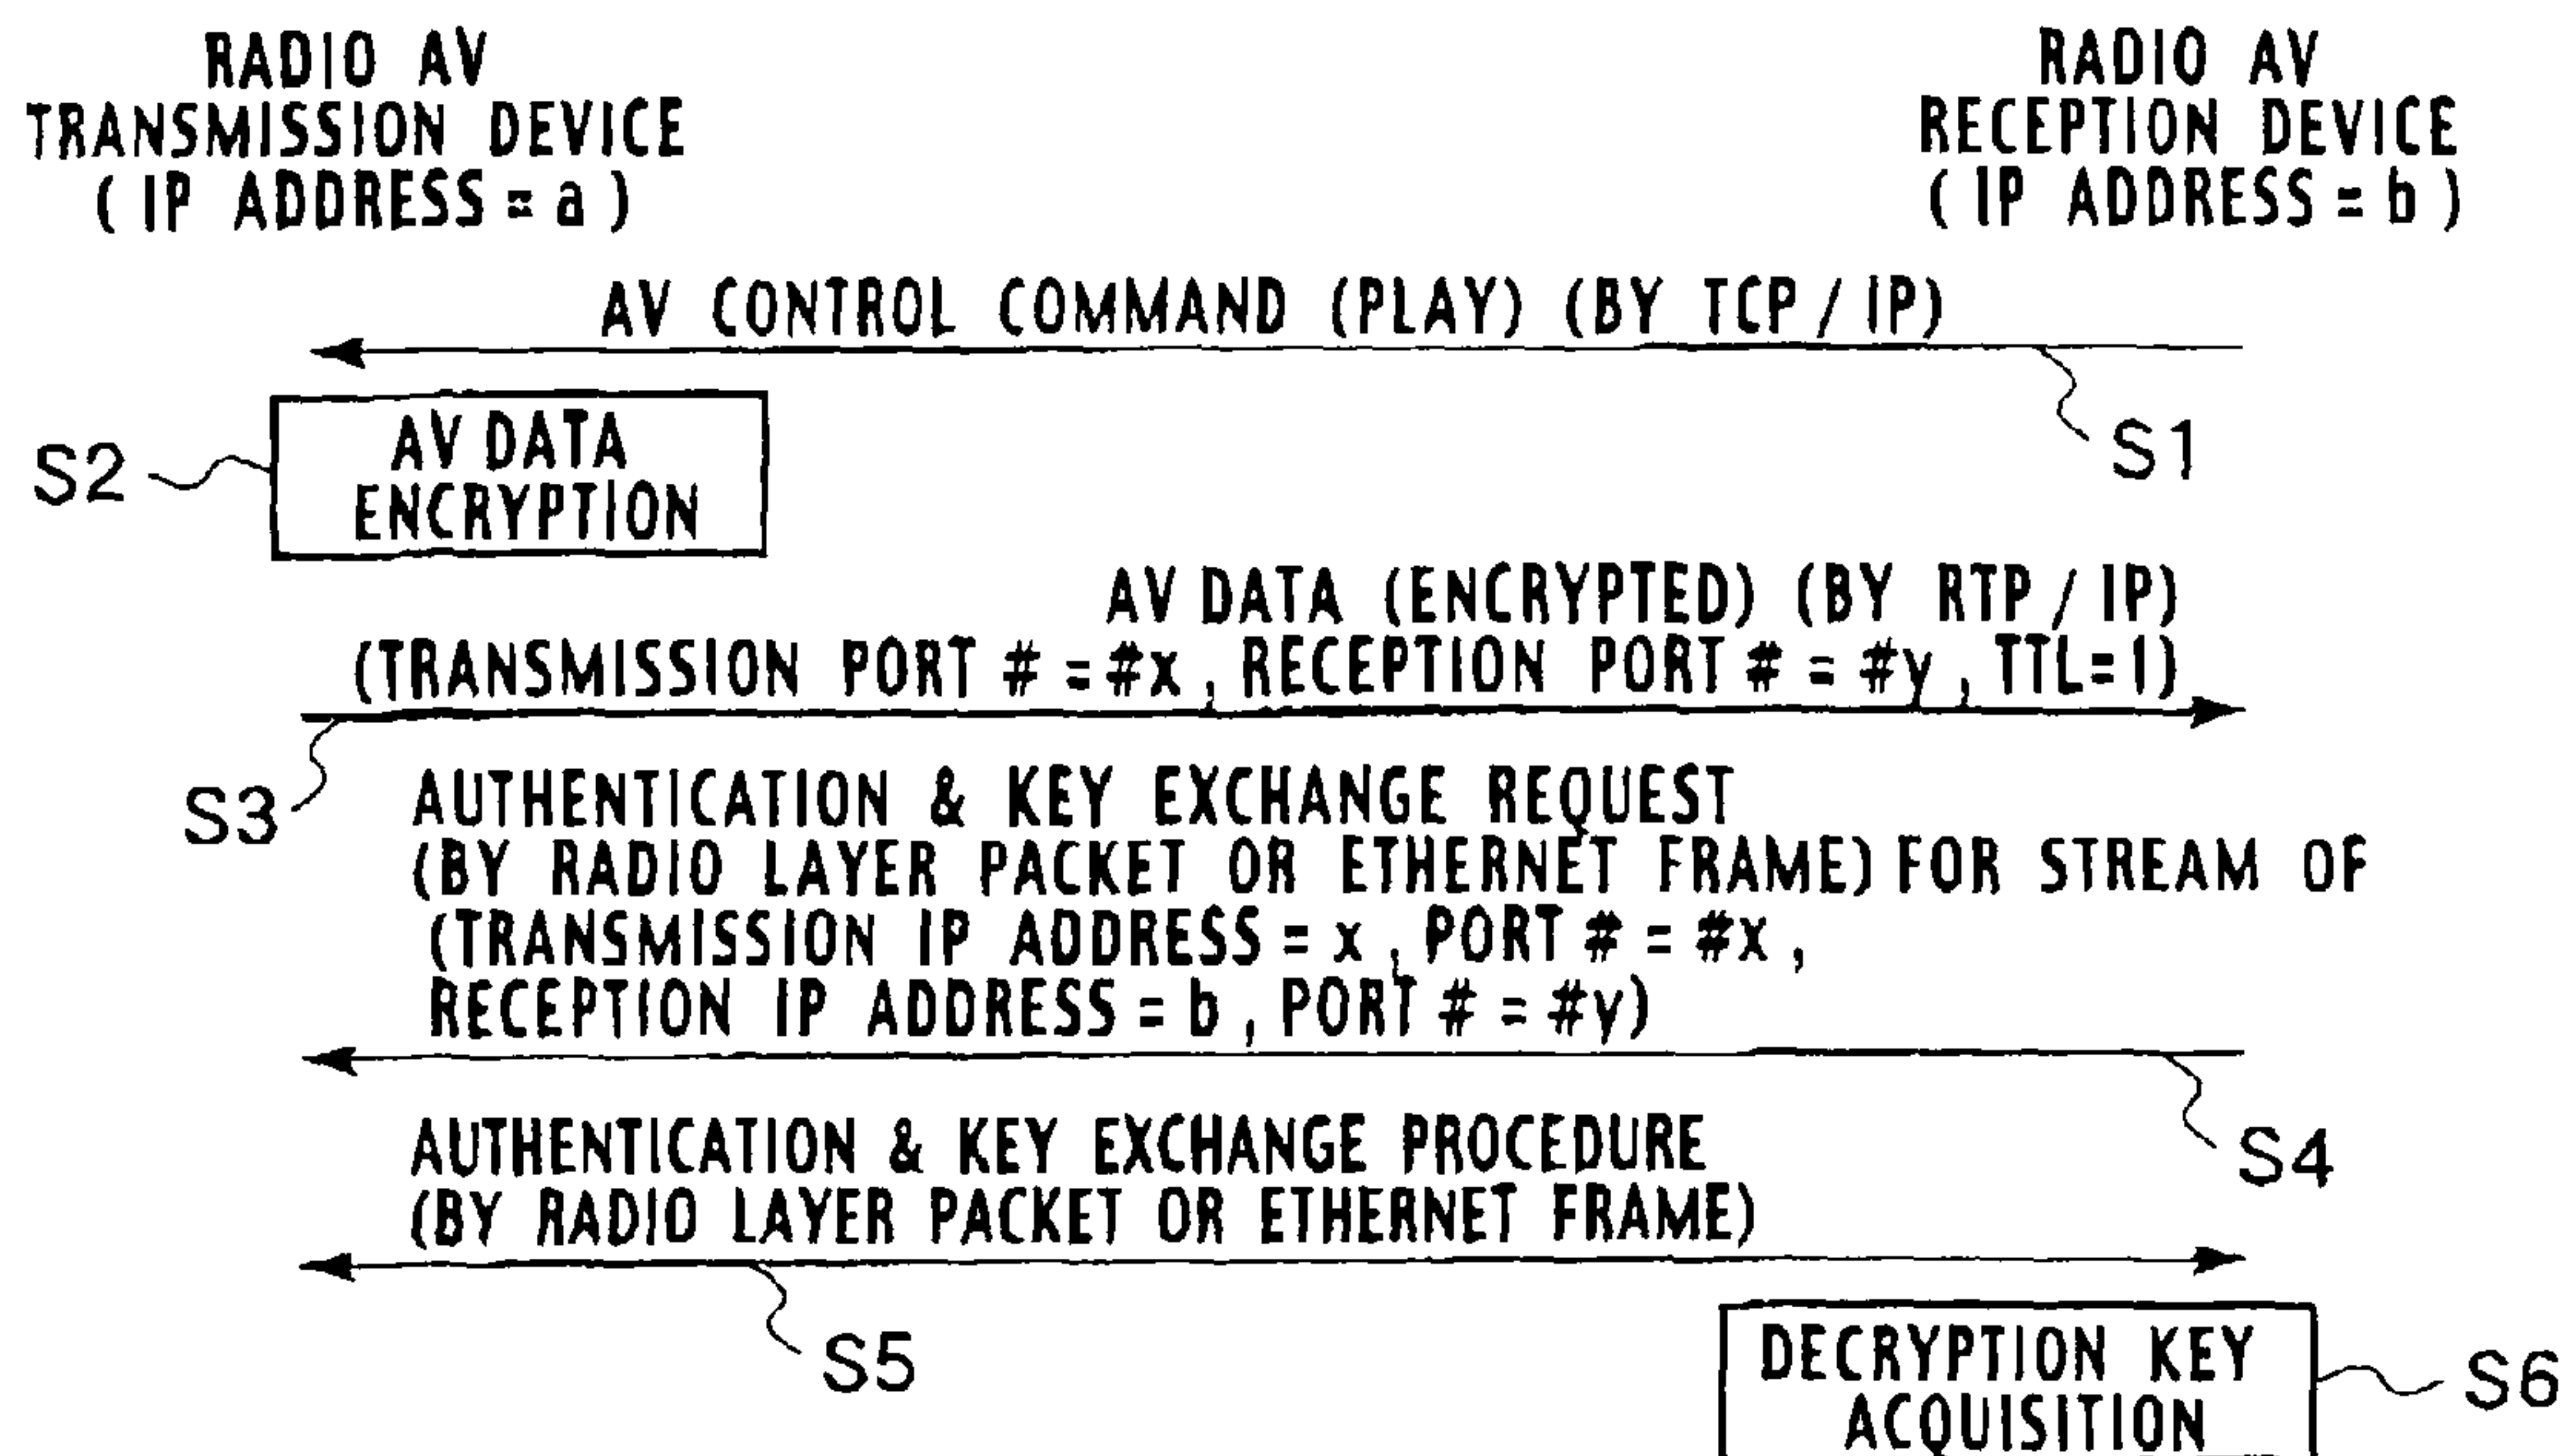 RADIO AV
TRANSMISSION DEVICE
( IP ADDRESS = a )
RADIO AV
RECEPTION DEVICE
( IP ADDRESS = b )
AV CONTROL COMMAND (PLAY) (BY TCP / IP)
S1
S2
AV DATA
ENCRYPTION
AV DATA (ENCRYPTED) (BY RTP / IP)
(TRANSMISSION PORT # = #x , RECEPTION PORT # = #y , TTL=1)
S3
AUTHENTICATION & KEY EXCHANGE REQUEST
(BY RADIO LAYER PACKET OR ETHERNET FRAME) FOR STREAM OF
(TRANSMISSION IP ADDRESS = x , PORT # = #x ,
RECEPTION IP ADDRESS = b , PORT # = #y)
S4
AUTHENTICATION & KEY EXCHANGE PROCEDURE
(BY RADIO LAYER PACKET OR ETHERNET FRAME)
S5
DECRYPTION KEY
ACQUISITION
S6